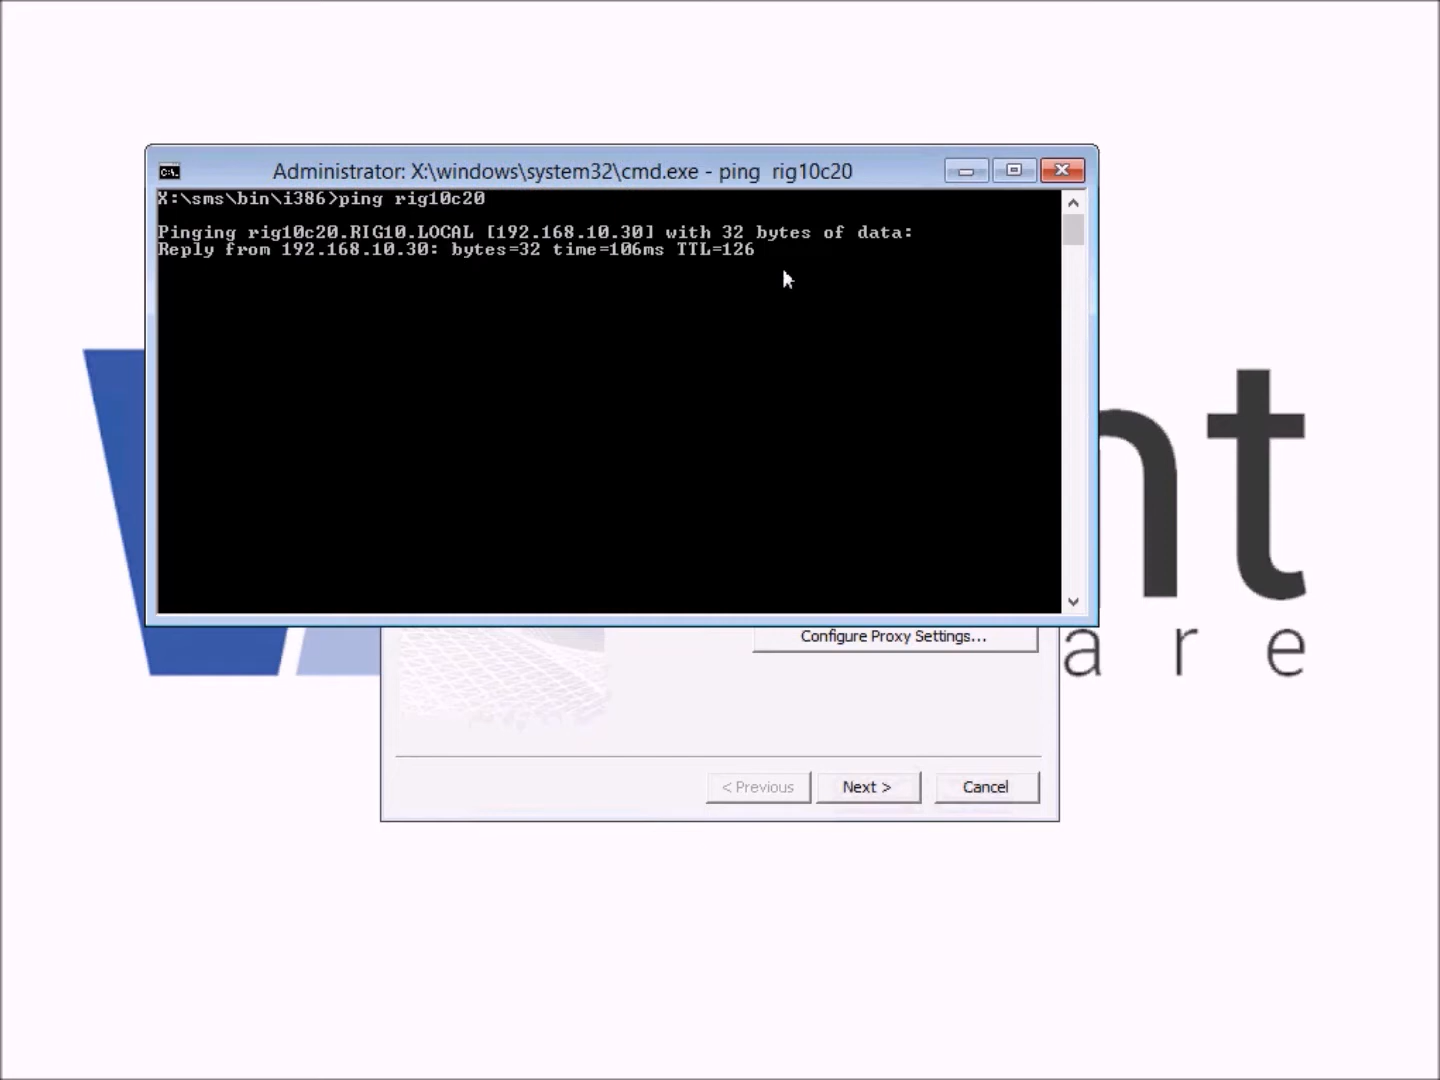 Administrator: X:\windows\system32\cmd.exe - ping  rig10c20
X:\sms\bin\i386>ping rig10c20
Pinging rig10c20.RIG10.LOCAL [192.168.10.30] with 32 bytes of data:
Reply from 192.168.10.30: bytes=32 time=106ms TTL=126
nt
are
Configure Proxy Settings...
< Previous
Next >
Cancel